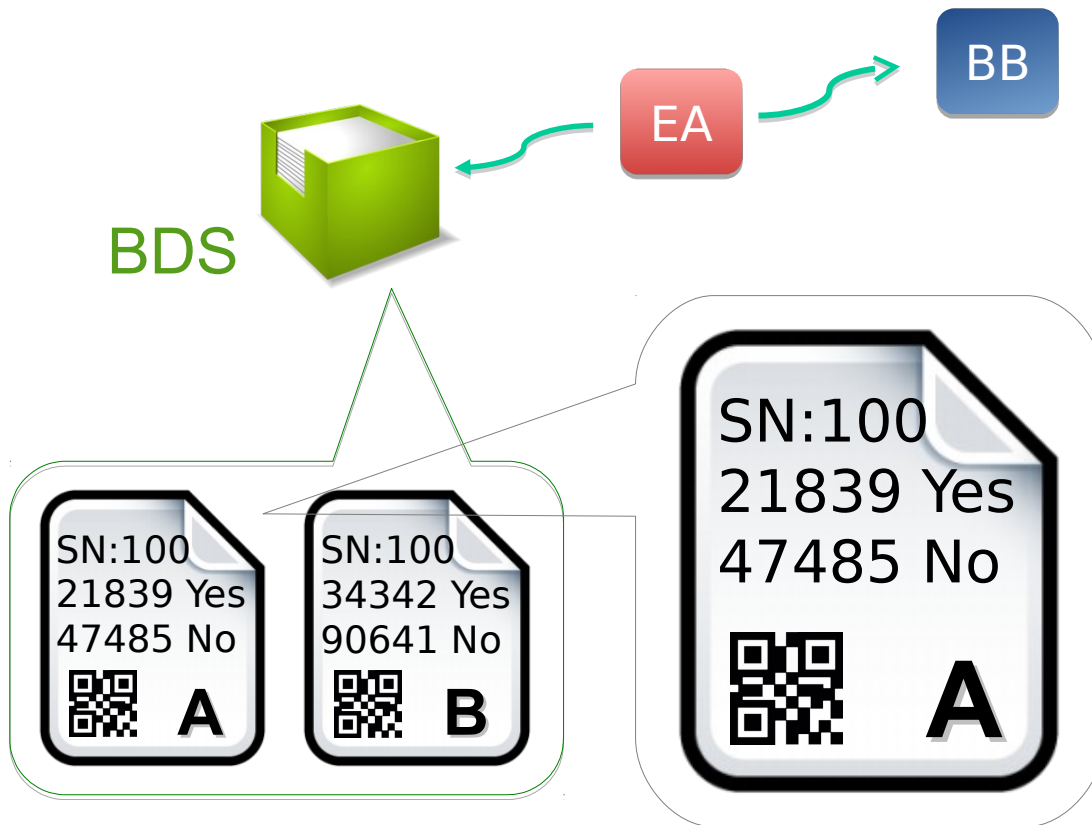 BB
EA
BDS
SN:100
21839 Yes
47485 No
A
SN:100
34342 Yes
90641 No
B
SN:100
21839 Yes
47485 No
A